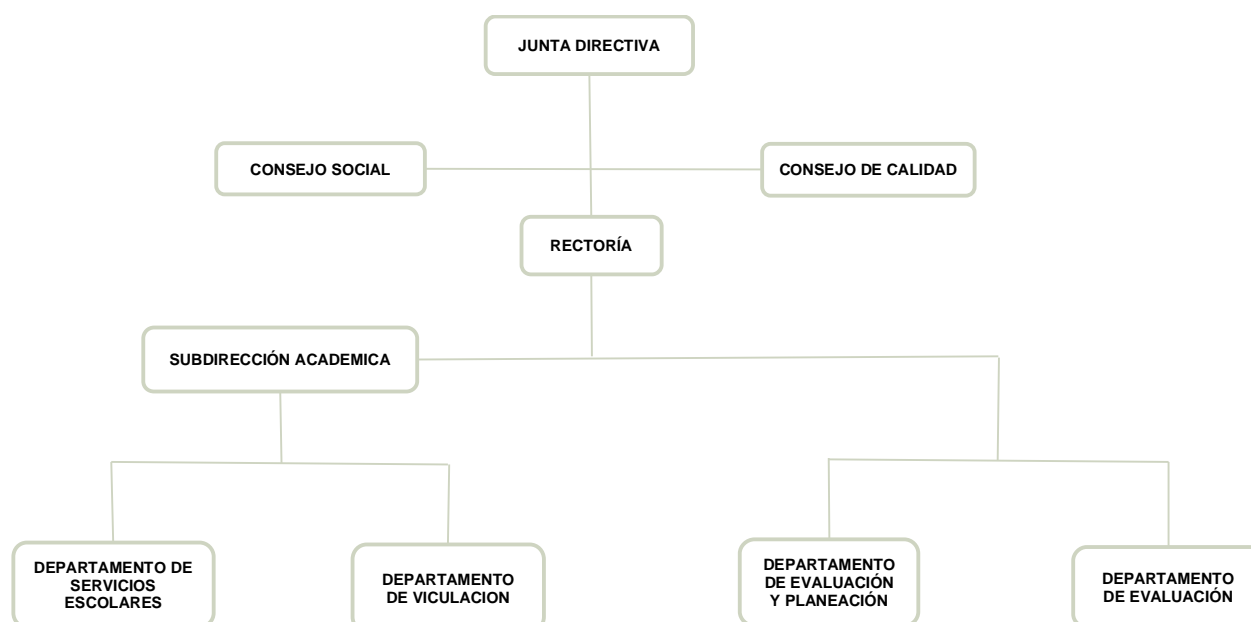 JUNTA DIRECTIVA
CONSEJO SOCIAL
CONSEJO DE CALIDAD
RECTORÍA
SUBDIRECCIÓN ACADEMICA
DEPARTAMENTO DE
SERVICIOS
ESCOLARES
DEPARTAMENTO
DE VICULACION
DEPARTAMENTO
DE EVALUACIÓN
Y PLANEACIÓN
DEPARTAMENTO
DE EVALUACIÓN